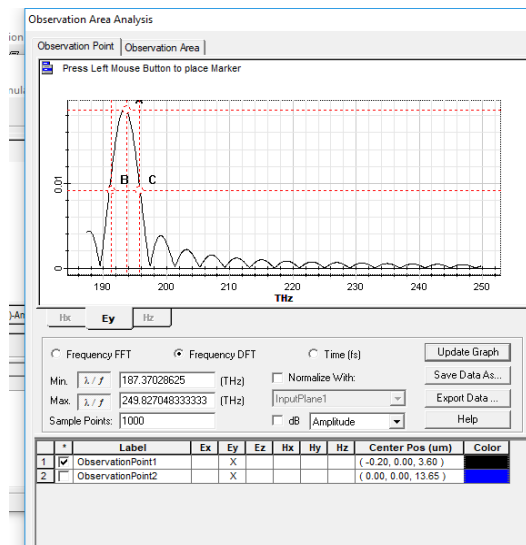 Observation Area Analysis
Observation Point Observation Area
Press Left Mouse Button to place Marker
A
B C
0.01
0
190 200 210 220 230 240 250
THz
Hx Ey Hz
Frequency FFT Frequency DFT Time (fs) Update Graph
Min. λ / f 187.37028625 (THz) Normalize With: Save Data As...
Max. λ / f 249.827048333333 (THz) InputPlane1 Export Data ...
Sample Points: 1000 dB Amplitude Help
* Label Ex Ey Ez Hx Hy Hz Center Pos (um) Color
1 ObservationPoint1 X ( -0.20, 0.00, 3.60 )
2 ObservationPoint2 X ( 0.00, 0.00, 13.65 )